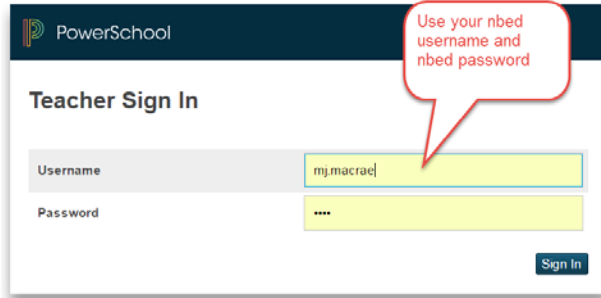 PowerSchool
Use your nbed
username and
nbed password
Teacher Sign In
Username
mj.macrae
Password
••••
Sign In